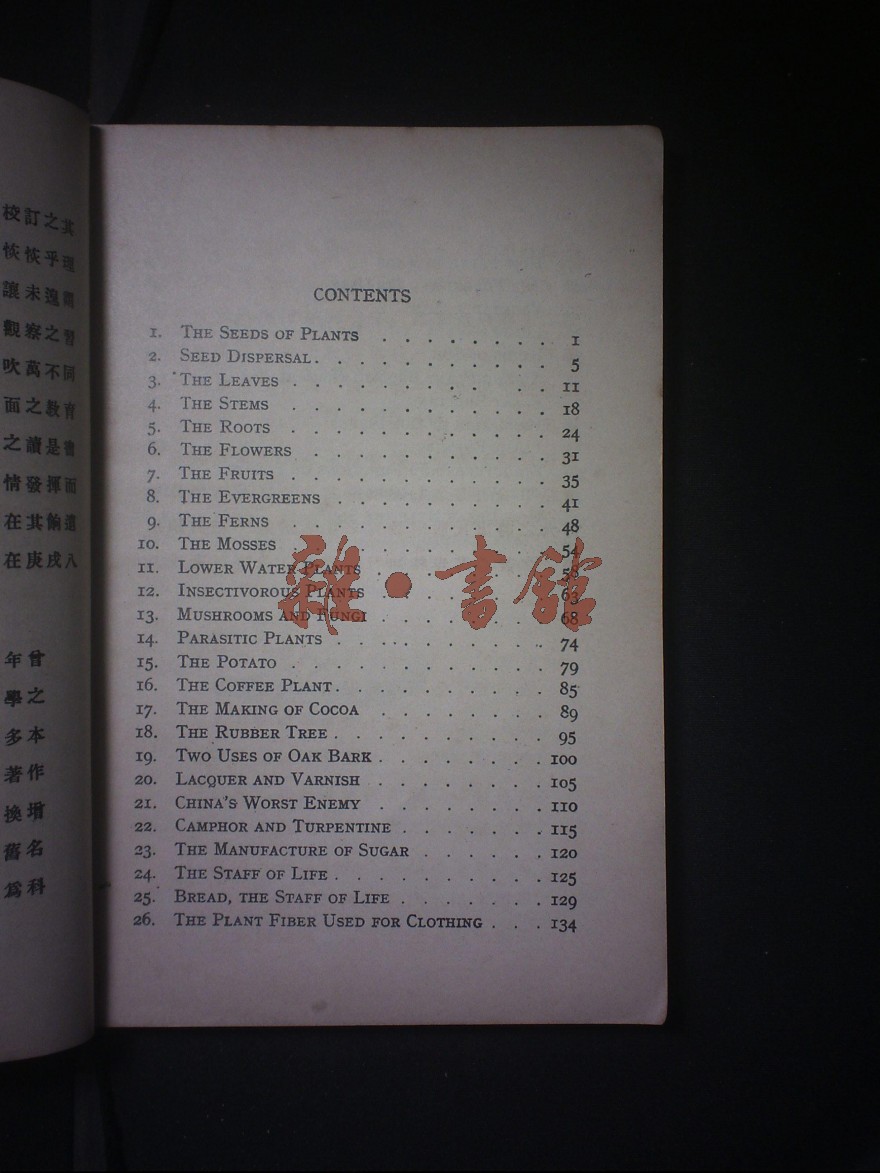 校訂之其
恢恢乎理
讓未遑
觀察之習
吹萬不同
面之教育
之讀是書
情發揮而
在其餉遺
在庚戌八
年曾
學之
多本
著作
換增
舊名
爲科
CONTENTS
1. THE SEEDS OF PLANTS . . . . . . . . 1
2. SEED DISPERSAL . . . . . . . . . . 5
3. THE LEAVES . . . . . . . . . . . 11
4. THE STEMS . . . . . . . . . . . 18
5. THE ROOTS . . . . . . . . . . . 24
6. THE FLOWERS . . . . . . . . . . 31
7. THE FRUITS . . . . . . . . . . . 35
8. THE EVERGREENS . . . . . . . . . 41
9. THE FERNS . . . . . . . . . . . 48
10. THE MOSSES . . . . . . . . . . 54
11. LOWER WATER PLANTS . . . . . . . . 58
12. INSECTIVOROUS PLANTS . . . . . . . . 63
13. MUSHROOMS AND FUNGI . . . . . . . . 68
14. PARASITIC PLANTS . . . . . . . . . 74
15. THE POTATO . . . . . . . . . . . 79
16. THE COFFEE PLANT . . . . . . . . . 85
17. THE MAKING OF COCOA . . . . . . . . 89
18. THE RUBBER TREE . . . . . . . . . 95
19. TWO USES OF OAK BARK . . . . . . . 100
20. LACQUER AND VARNISH . . . . . . . 105
21. CHINA'S WORST ENEMY . . . . . . . 110
22. CAMPHOR AND TURPENTINE . . . . . . 115
23. THE MANUFACTURE OF SUGAR . . . . . 120
24. THE STAFF OF LIFE . . . . . . . . . 125
25. BREAD, THE STAFF OF LIFE . . . . . . 129
26. THE PLANT FIBER USED FOR CLOTHING . . . 134
雜·書館